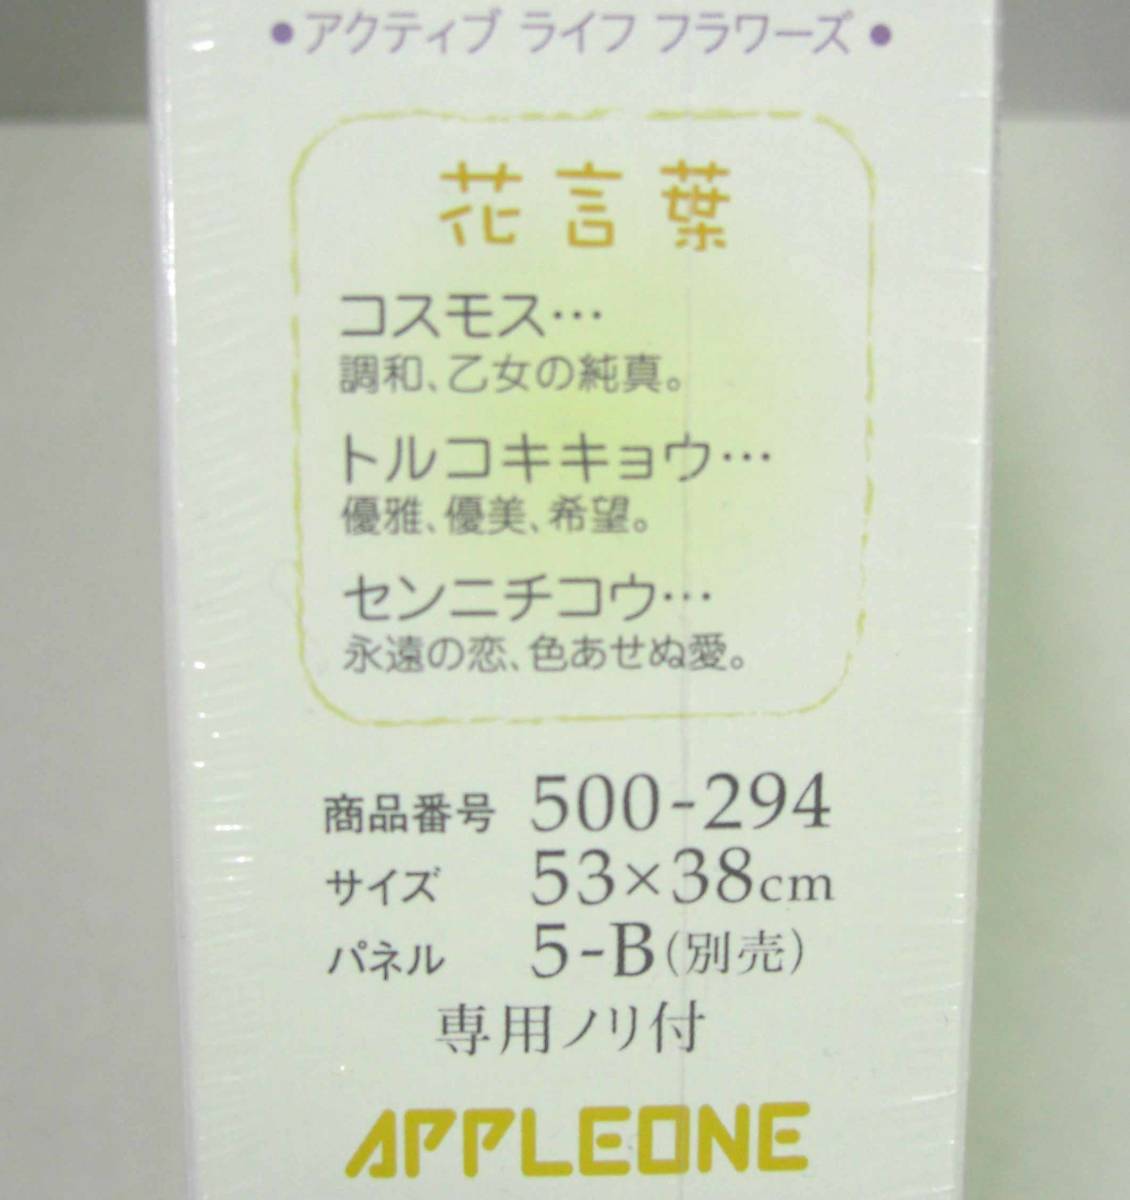 •アクティブ ライフ フラワーズ•
花言葉
コスモス…
調和、乙女の純真。
トルコキキョウ…
優雅、優美、希望。
センニチコウ…
永遠の恋、色あせぬ愛。
商品番号 500-294
サイズ 53×38cm
パネル 5-B(別売)
専用ノリ付
APPLEONE